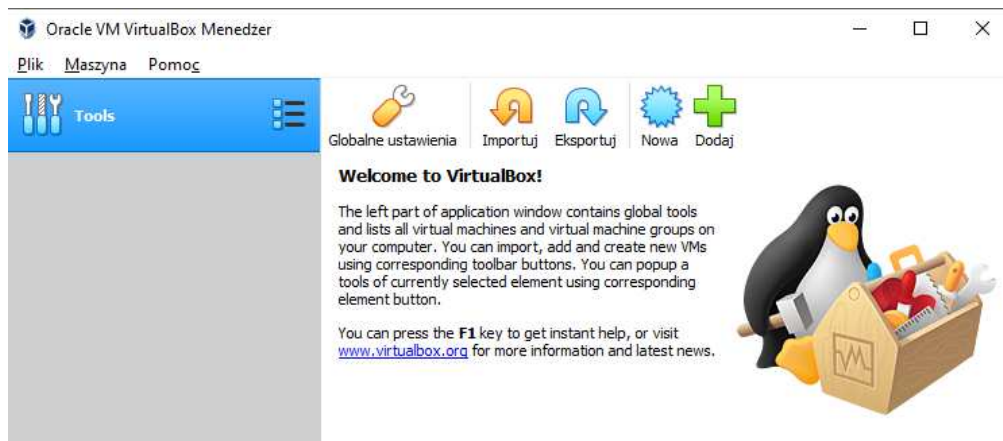 Oracle VM VirtualBox Menedżer
Plik Maszyna Pomoc
Tools
Globalne ustawienia Importuj Eksportuj Nowa Dodaj
Welcome to VirtualBox!
The left part of application window contains global tools
and lists all virtual machines and virtual machine groups on
your computer. You can import, add and create new VMs
using corresponding toolbar buttons. You can popup a
tools of currently selected element using corresponding
element button.
You can press the F1 key to get instant help, or visit
www.virtualbox.org for more information and latest news.